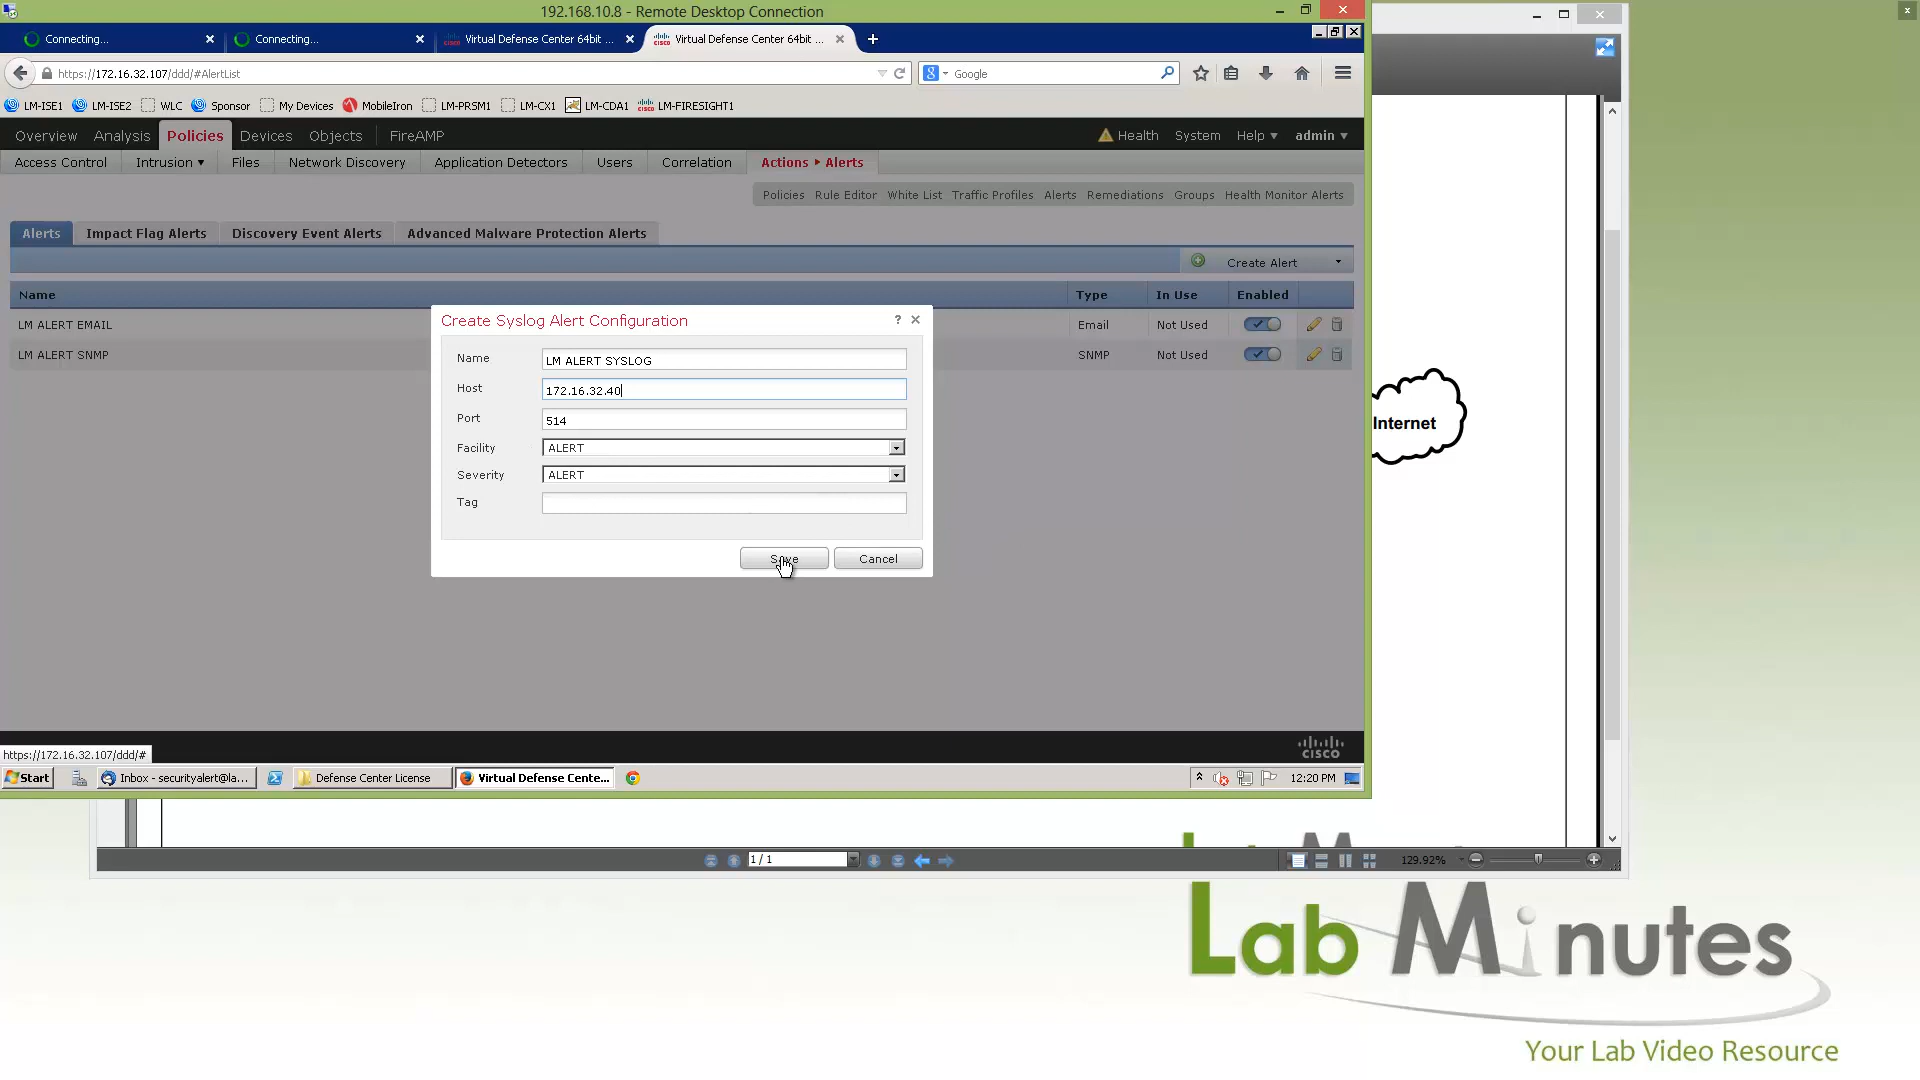 192.168.10.8 - Remote Desktop Connection
Connecting...
Connecting...
Virtual Defense Center 64bit ...
Virtual Defense Center 64bit ...
https://172.16.32.107/ddd/#AlertList
Google
LM-ISE1 LM-ISE2 WLC Sponsor My Devices MobileIron LM-PRSM1 LM-CX1 LM-CDA1 LM-FIRESIGHT1
Overview Analysis Policies Devices Objects FireAMP Health System Help admin
Access Control Intrusion Files Network Discovery Application Detectors Users Correlation Actions Alerts
Policies Rule Editor White List Traffic Profiles Alerts Remediations Groups Health Monitor Alerts
Alerts Impact Flag Alerts Discovery Event Alerts Advanced Malware Protection Alerts
Create Alert
Name Type In Use Enabled
LM ALERT EMAIL Email Not Used
LM ALERT SNMP SNMP Not Used
Create Syslog Alert Configuration ?
Name LM ALERT SYSLOG
Host 172.16.32.40
Port 514
Facility ALERT
Severity ALERT
Tag
Save Cancel
Internet
https://172.16.32.107/ddd/#
CISCO
Start
Inbox - securityalert@la...
Defense Center License
Virtual Defense Cente...
12:20 PM
1 / 1
129.92%
Lab Minutes
Your Lab Video Resource